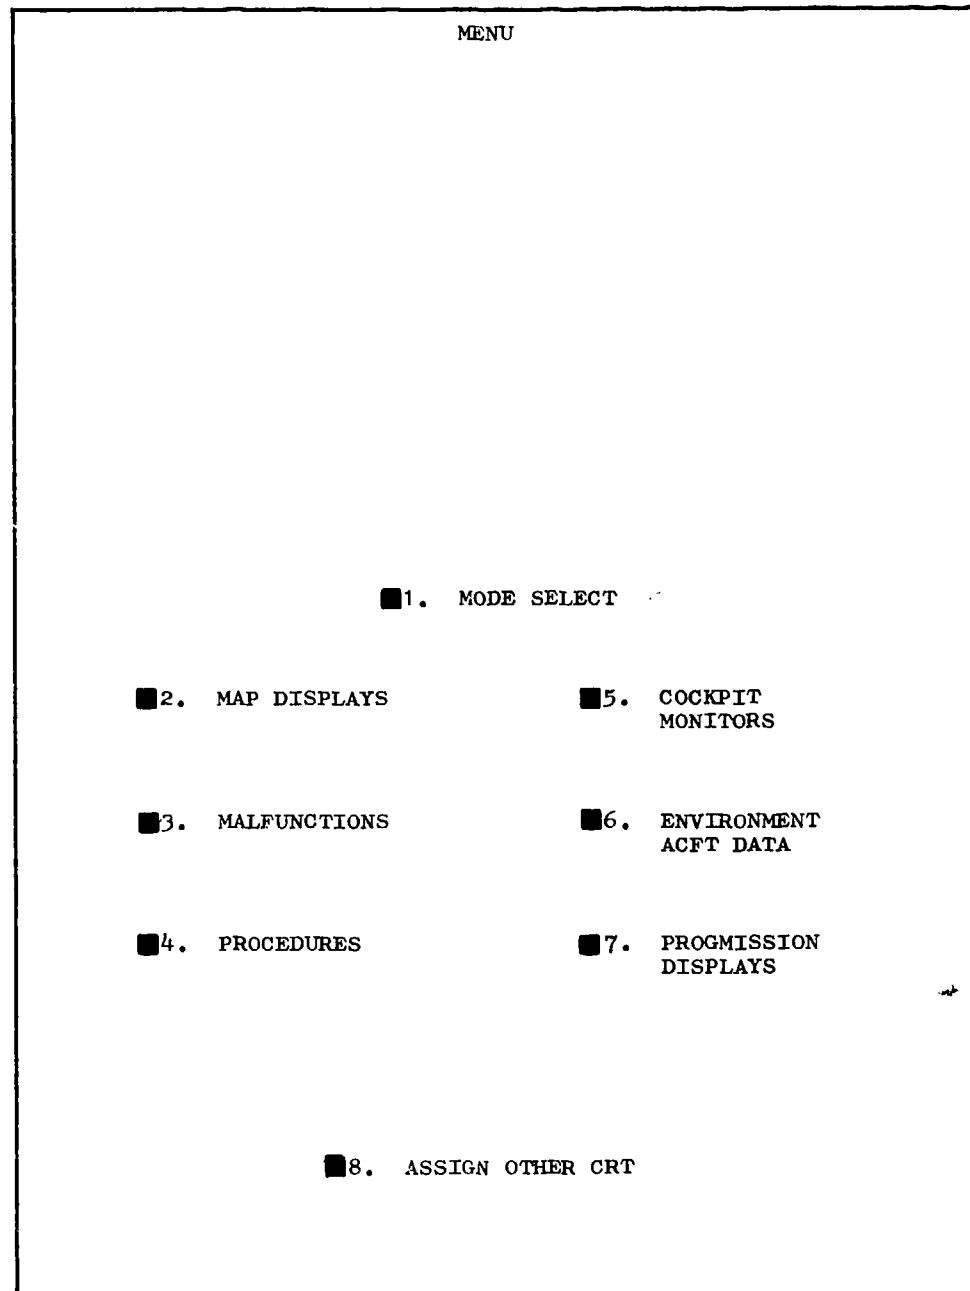 MENU
■1. MODE SELECT
■2. MAP DISPLAYS
■5. COCKPIT
MONITORS
■3. MALFUNCTIONS
■6. ENVIRONMENT
ACFT DATA
■4. PROCEDURES
■7. PROGMISSION
DISPLAYS
■8. ASSIGN OTHER CRT